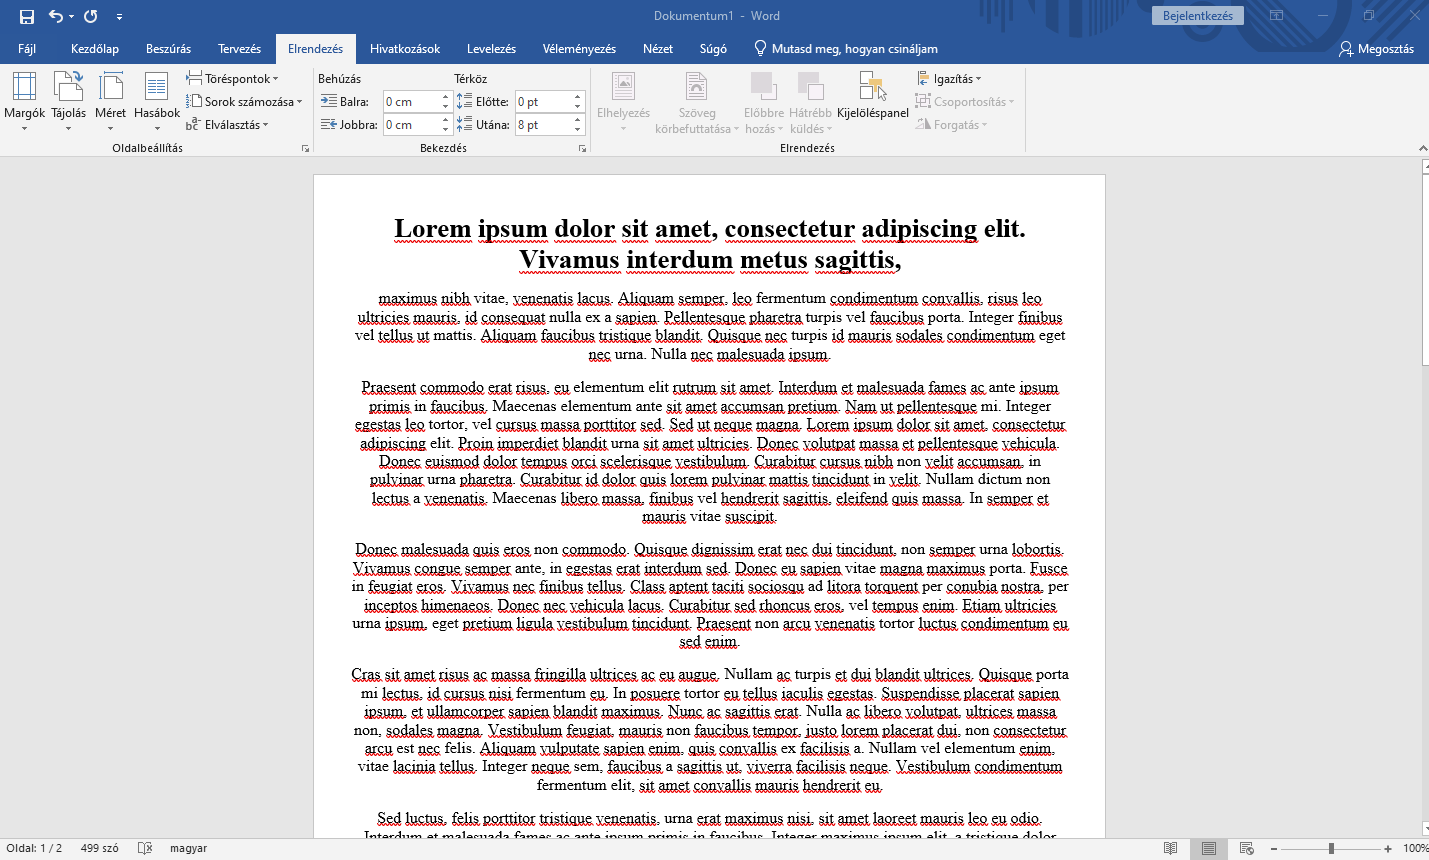 Dokumentum1 - Word
Bejelentkezés
Fájl Kezdőlap Beszúrás Tervezés Elrendezés Hivatkozások Levelezés Véleményezés Nézet Súgó Mutasd meg, hogyan csináljam Megosztás
Margók Tájolás Méret Hasábok
Töréspontok
Sorok számozása
Elválasztás
Oldalbeállítás
Behúzás Térköz
Balra: 0 cm Előtte: 0 pt
Jobbra: 0 cm Utána: 8 pt
Bekezdés
Elhelyezés Szöveg körbefuttatása Előbbre hozás Hátrébb küldés Kijelöléspanel
Igazítás
Csoportosítás
Forgatás
Elrendezés
Lorem ipsum dolor sit amet, consectetur adipiscing elit.
Vivamus interdum metus sagittis,
maximus nibh vitae, venenatis lacus. Aliquam semper, leo fermentum condimentum convallis, risus leo
ultricies mauris, id consequat nulla ex a sapien. Pellentesque pharetra turpis vel faucibus porta. Integer finibus
vel tellus ut mattis. Aliquam faucibus tristique blandit. Quisque nec turpis id mauris sodales condimentum eget
nec urna. Nulla nec malesuada ipsum.
Praesent commodo erat risus, eu elementum elit rutrum sit amet. Interdum et malesuada fames ac ante ipsum
primis in faucibus. Maecenas elementum ante sit amet accumsan pretium. Nam ut pellentesque mi. Integer
egestas leo tortor, vel cursus massa porttitor sed. Sed ut neque magna. Lorem ipsum dolor sit amet, consectetur
adipiscing elit. Proin imperdiet blandit urna sit amet ultricies. Donec volutpat massa et pellentesque vehicula.
Donec euismod dolor tempus orci scelerisque vestibulum. Curabitur cursus nibh non velit accumsan, in
pulvinar urna pharetra. Curabitur id dolor quis lorem pulvinar mattis tincidunt in velit. Nullam dictum non
lectus a venenatis. Maecenas libero massa, finibus vel hendrerit sagittis, eleifend quis massa. In semper et
mauris vitae suscipit.
Donec malesuada quis eros non commodo. Quisque dignissim erat nec dui tincidunt, non semper urna lobortis.
Vivamus congue semper ante, in egestas erat interdum sed. Donec eu sapien vitae magna maximus porta. Fusce
in feugiat eros. Vivamus nec finibus tellus. Class aptent taciti sociosqu ad litora torquent per conubia nostra, per
inceptos himenaeos. Donec nec vehicula lacus. Curabitur sed rhoncus eros, vel tempus enim. Etiam ultricies
urna ipsum, eget pretium ligula vestibulum tincidunt. Praesent non arcu venenatis tortor luctus condimentum eu
sed enim.
Cras sit amet risus ac massa fringilla ultrices ac eu augue. Nullam ac turpis et dui blandit ultrices. Quisque porta
mi lectus, id cursus nisi fermentum eu. In posuere tortor eu tellus iaculis egestas. Suspendisse placerat sapien
ipsum, et ullamcorper sapien blandit maximus. Nunc ac sagittis erat. Nulla ac libero volutpat, ultrices massa
non, sodales magna. Vestibulum feugiat, mauris non faucibus tempor, justo lorem placerat dui, non consectetur
arcu est nec felis. Aliquam vulputate sapien enim, quis convallis ex facilisis a. Nullam vel elementum enim,
vitae lacinia tellus. Integer neque sem, faucibus a sagittis ut, viverra facilisis neque. Vestibulum condimentum
fermentum elit, sit amet convallis mauris hendrerit eu.
Sed luctus, felis porttitor tristique venenatis, urna erat maximus nisi, sit amet laoreet mauris leo eu odio.
Interdum et malesuada fames ac ante ipsum primis in faucibus. Integer maximus ipsum elit, a tristique dolor
Oldal: 1 / 2 499 szó magyar 100%